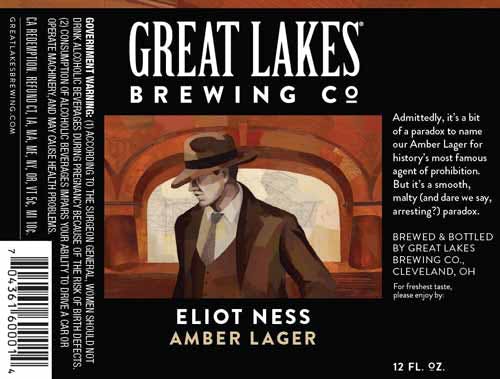 GREAT LAKES®
BREWING Cº
ELIOT NESS
AMBER LAGER
Admittedly, it's a bit
of a paradox to name
our Amber Lager for
history's most famous
agent of prohibition.
But it's a smooth,
malty (and dare we say,
arresting?) paradox.
BREWED & BOTTLED
BY GREAT LAKES
BREWING CO.,
CLEVELAND, OH
For freshest taste,
please enjoy by:
12 FL. OZ.
GOVERNMENT WARNING: (1) ACCORDING TO THE SURGEON GENERAL, WOMEN SHOULD NOT
DRINK ALCOHOLIC BEVERAGES DURING PREGNANCY BECAUSE OF THE RISK OF BIRTH DEFECTS.
(2) CONSUMPTION OF ALCOHOLIC BEVERAGES IMPAIRS YOUR ABILITY TO DRIVE A CAR OR
OPERATE MACHINERY, AND MAY CAUSE HEALTH PROBLEMS.
CA REDEMPTION. REFUND CT, IA, MA, ME, NY, OR, VT 5¢. MI 10¢
GREATLAKESBREWING.COM
7 04361 60001 4